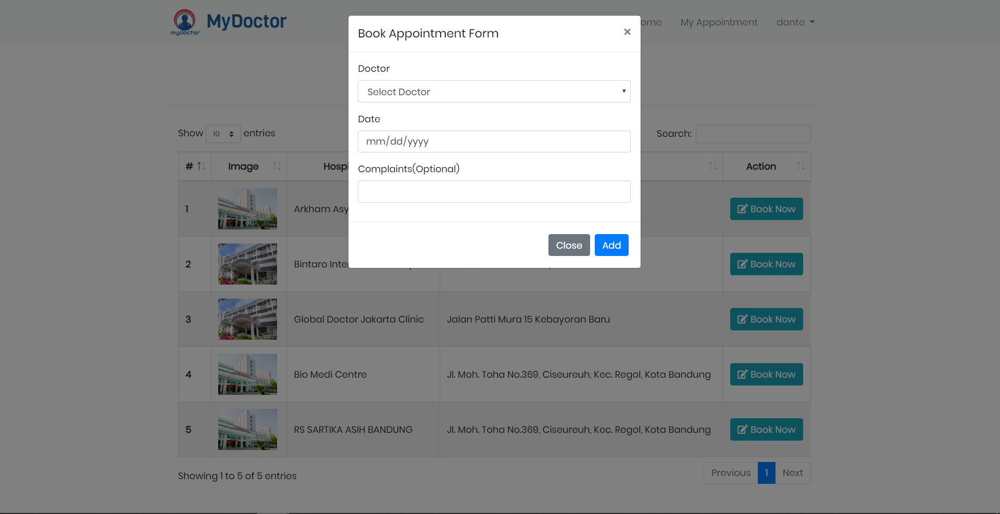 mydoctor
MyDoctor
ome
My Appointment
dante
Book Appointment Form
×
Doctor
Select Doctor
Date
mm/dd/yyyy
Complaints(Optional)
Close
Add
Show 10 entries
Search:
#
Image
Hospi
Action
1
Arkham Asy
Book Now
2
Bintaro Inte
Book Now
3
Global Doctor Jakarta Clinic
Jalan Patti Mura 15 Kebayoran Baru
Book Now
4
Bio Medi Centre
Jl. Moh. Toha No.369, Ciseureuh, Kec. Regol, Kota Bandung
Book Now
5
RS SARTIKA ASIH BANDUNG
Jl. Moh. Toha No.369, Ciseureuh, Kec. Regol, Kota Bandung
Book Now
Showing 1 to 5 of 5 entries
Previous
1
Next